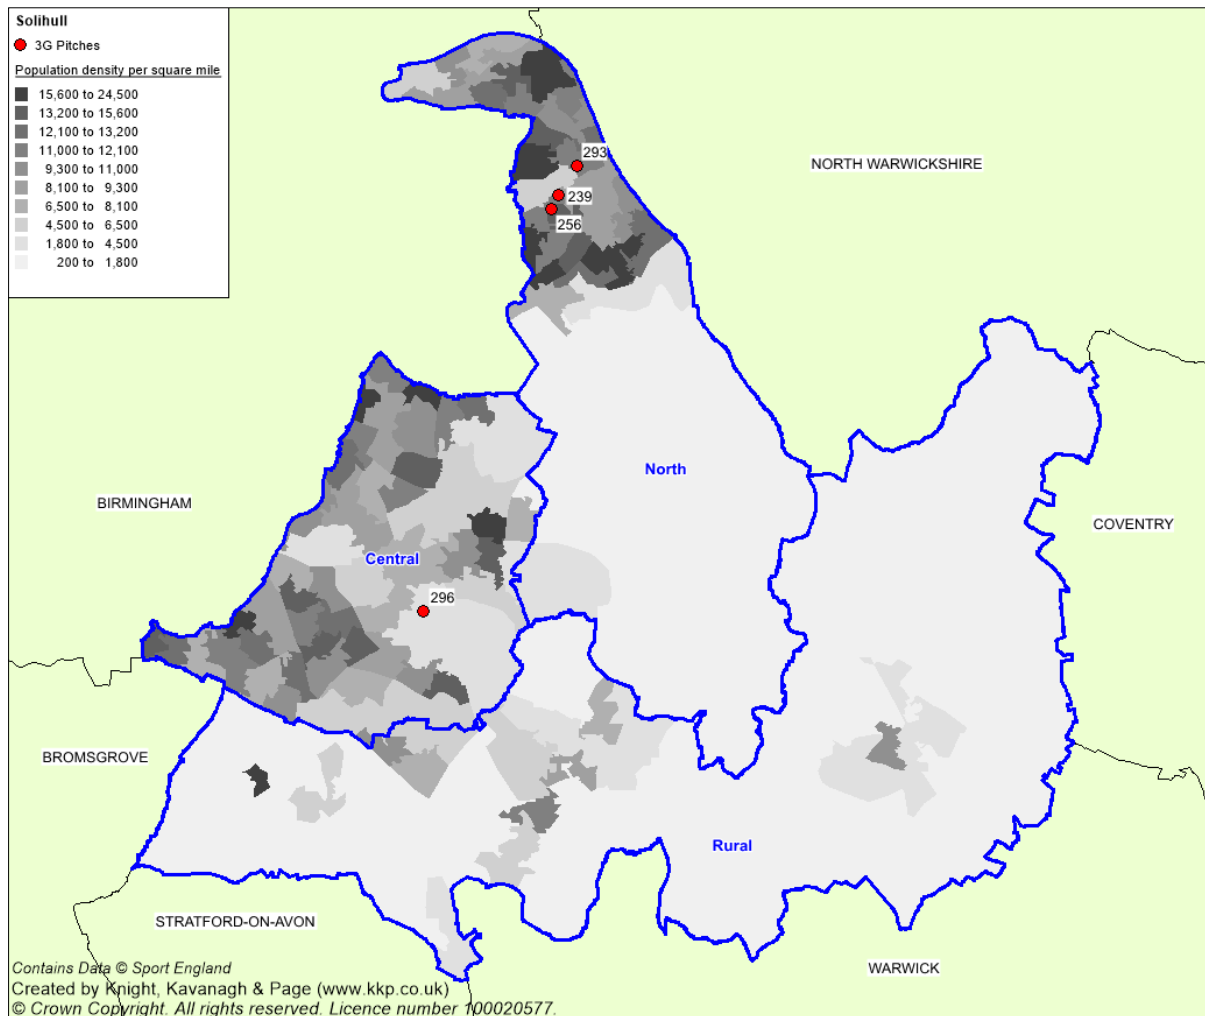 Solihull
3G Pitches
Population density per square mile
15,600 to 24,500
13,200 to 15,600
12,100 to 13,200
11,000 to 12,100
9,300 to 11,000
8,100 to 9,300
6,500 to 8,100
4,500 to 6,500
1,800 to 4,500
200 to 1,800
293
NORTH WARWICKSHIRE
239
256
North
BIRMINGHAM
COVENTRY
Central
296
BROMSGROVE
Rural
STRATFORD-ON-AVON
WARWICK
Contains Data © Sport England
Created by Knight, Kavanagh & Page (www.kkp.co.uk)
© Crown Copyright. All rights reserved. Licence number 100020577.